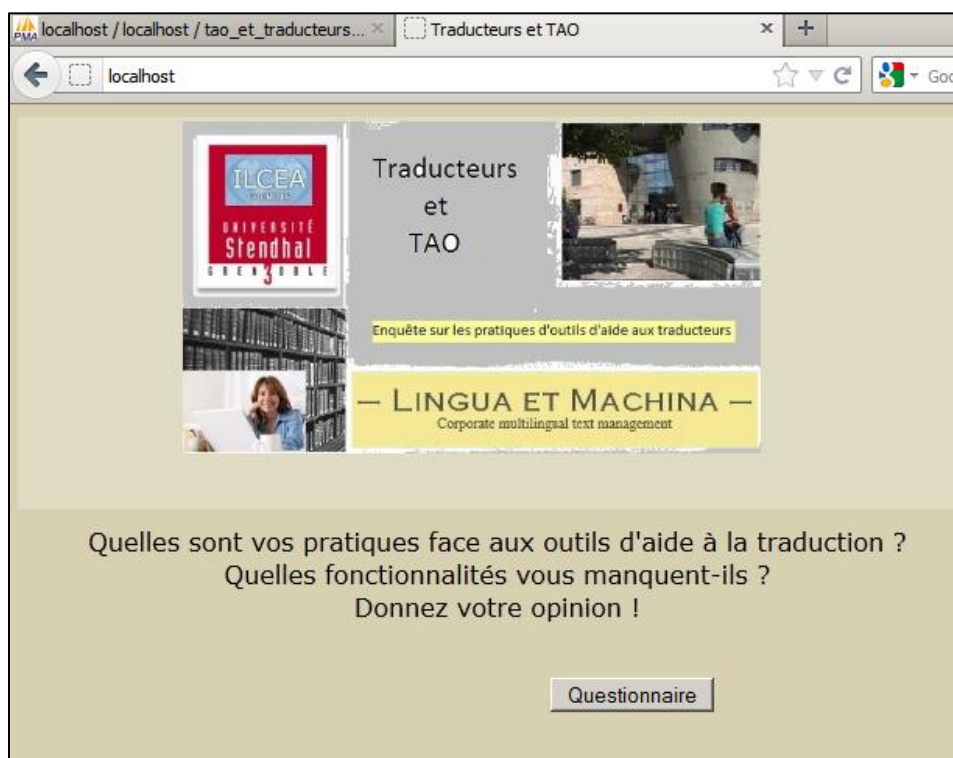 localhost / localhost / tao_et_traducteurs...
Traducteurs et TAO
localhost
Goo
ILCEA
UNIVERSITÉ
Stendhal
GRENOBLE
3
Traducteurs
et
TAO
Enquête sur les pratiques d'outils d'aide aux traducteurs
— LINGUA ET MACHINA —
Corporate multilingual text management
Quelles sont vos pratiques face aux outils d'aide à la traduction ?
Quelles fonctionnalités vous manquent-ils ?
Donnez votre opinion !
Questionnaire